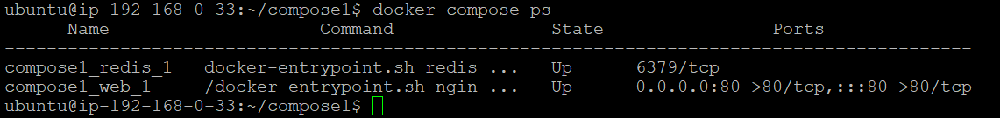 ubuntu@ip-192-168-0-33:~/compose1$ docker-compose ps
Name Command State Ports
--------------------------------------------------------------------------------------------------
compose1_redis_1 docker-entrypoint.sh redis ... Up 6379/tcp
compose1_web_1 /docker-entrypoint.sh ngin ... Up 0.0.0.0:80->80/tcp,:::80->80/tcp
ubuntu@ip-192-168-0-33:~/compose1$